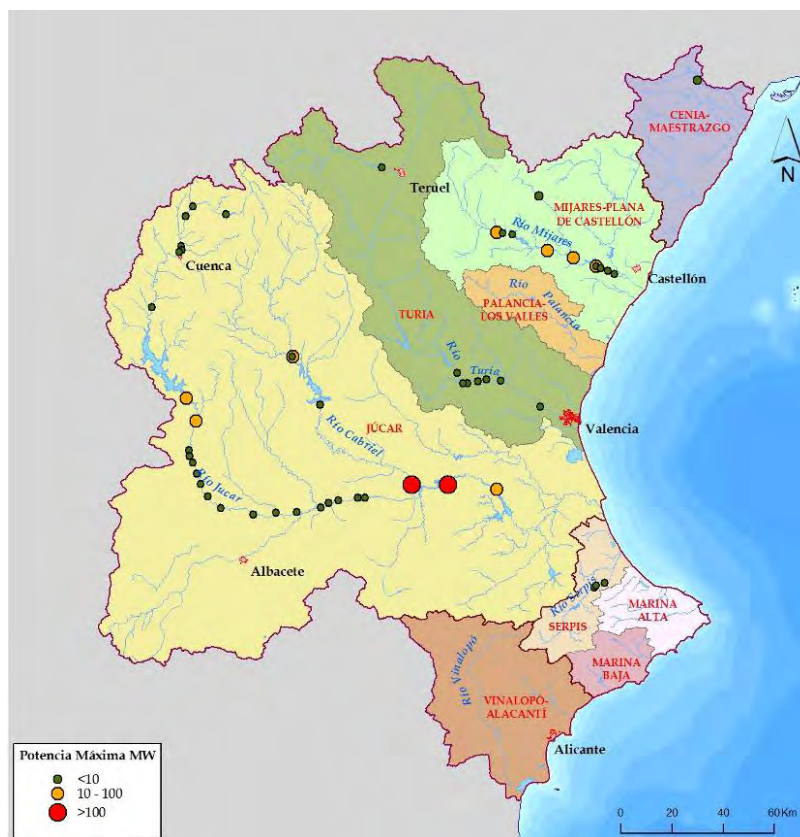 CENIA-
MAESTRAZGO
N
Teruel
MIJARES-PLANA
DE CASTELLÓN
Río Mijares
Cuenca
Castellón
Río
Palancia
PALANCIA-
LOS VALLES
TURIA
Río
Turia
JÚCAR
Río Cabriel
Valencia
Río Jucar
Albacete
Río Serpis
MARINA
ALTA
SERPIS
MARINA
BAJA
Río Vinalopó
VINALOPÓ-
ALACANTÍ
Alicante
Potencia Máxima MW
<10
10 - 100
>100
0 20 40 60 Km